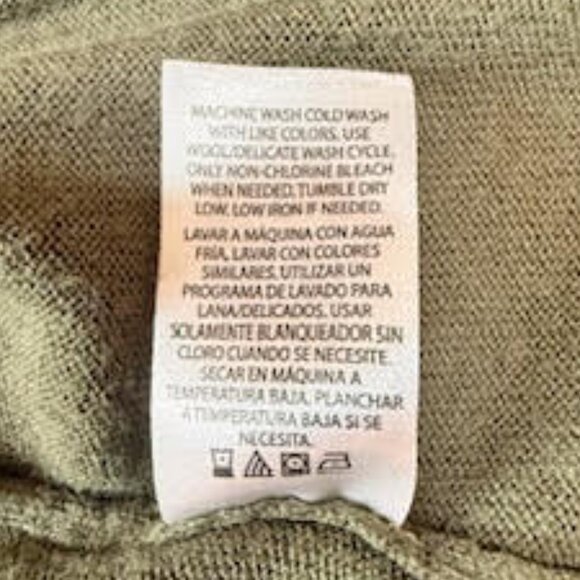 MACHINE WASH COLD WASH
WITH LIKE COLORS. USE
WOOL/DELICATE WASH CYCLE.
ONLY NON-CHLORINE BLEACH
WHEN NEEDED. TUMBLE DRY
LOW. LOW IRON IF NEEDED.
LAVAR A MÁQUINA CON AGUA
FRÍA, LAVAR CON COLORES
SIMILARES. UTILIZAR UN
PROGRAMA DE LAVADO PARA
LANA/DELICADOS. USAR
SOLAMENTE BLANQUEADOR SIN
CLORO CUANDO SE NECESITE
SECAR EN MÁQUINA A
TEMPERATURA BAJA. PLANCHAR
A TEMPERATURA BAJA SI SE
NECESITA.